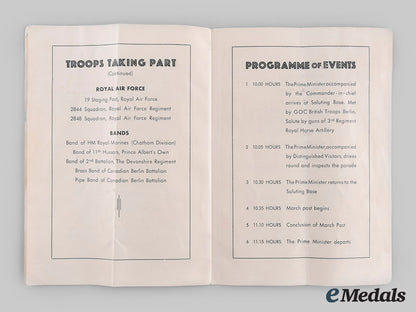 TROOPS TAKING PART
(Continued)
ROYAL AIR FORCE
19 Staging Post, Royal Air Force
2844 Squadron, Royal Air Force Regiment
2848 Squadron, Royal Air Force Regiment
BANDS
Band of HM Royal Marines (Chatham Division)
Band of 11th Hussars, Prince Albert's Own
Band of 2nd Battalion, The Devonshire Regiment
Brass Band of Canadian Berlin Battalion
Pipe Band of Canadian Berlin Battalion
PROGRAMME OF EVENTS
1 10.00 HOURS The Prime Minister, accompanied
by the Commander-in-chief
arrives at Saluting Base. Met
by GOC British Troops Berlin.
Salute by guns of 3rd Regiment
Royal Horse Artillery
2 10.05 HOURS The Prime Minister, accompanied
by Distinguished Visitors, drives
round and inspects the parade
3 10.30 HOURS The Prime Minister returns to the
Saluting Base
4 10.35 HOURS March past begins
5 11.10 HOURS Conclusion of March Past
6 11.15 HOURS The Prime Minister departs
eMedals